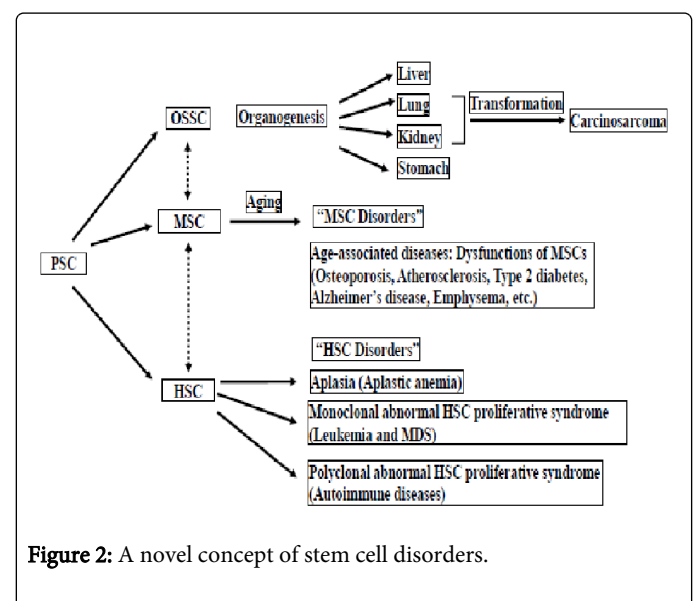 Liver
Lung
OSSC
Organogenesis
Transformation
Carcinosarcoma
Kidney
Stomach
Aging
MSC
“MSC Disorders”
PSC
Age-associated diseases: Dysfunctions of MSCs
(Osteoporosis, Atherosclerosis, Type 2 diabetes,
Alzheimer’s disease, Emphysema, etc.)
“HSC Disorders”
HSC
Aplasia (Aplastic anemia)
Monoclonal abnormal HSC proliferative syndrome
(Leukemia and MDS)
Polyclonal abnormal HSC proliferative syndrome
(Autoimmune diseases)
Figure 2: A novel concept of stem cell disorders.